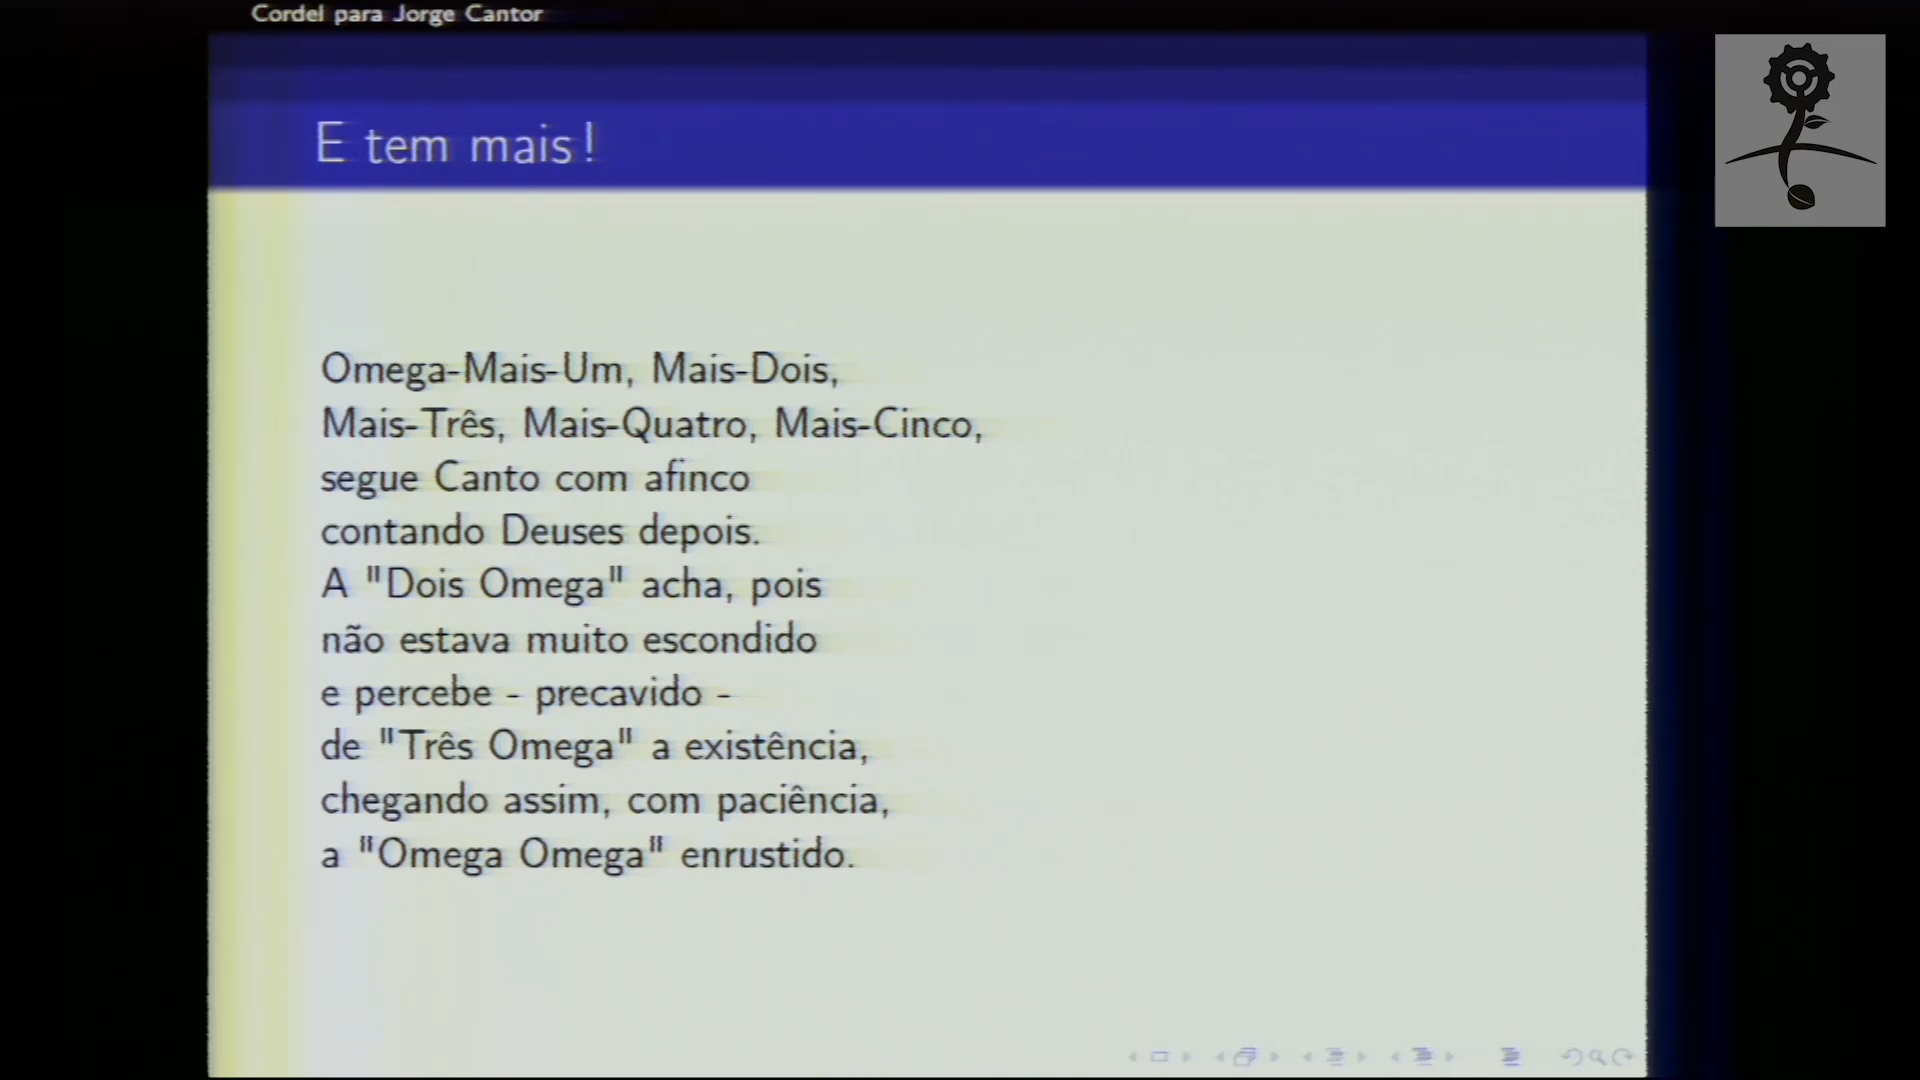 Cordel para Jorge Cantor
E tem mais!
Omega-Mais-Um, Mais-Dois,
Mais-Três, Mais-Quatro, Mais-Cinco,
segue Canto com afinco
contando Deuses depois.
A "Dois Omega" acha, pois
não estava muito escondido
e percebe - precavido -
de "Três Omega" a existência,
chegando assim, com paciência,
a "Omega Omega" enrustido.